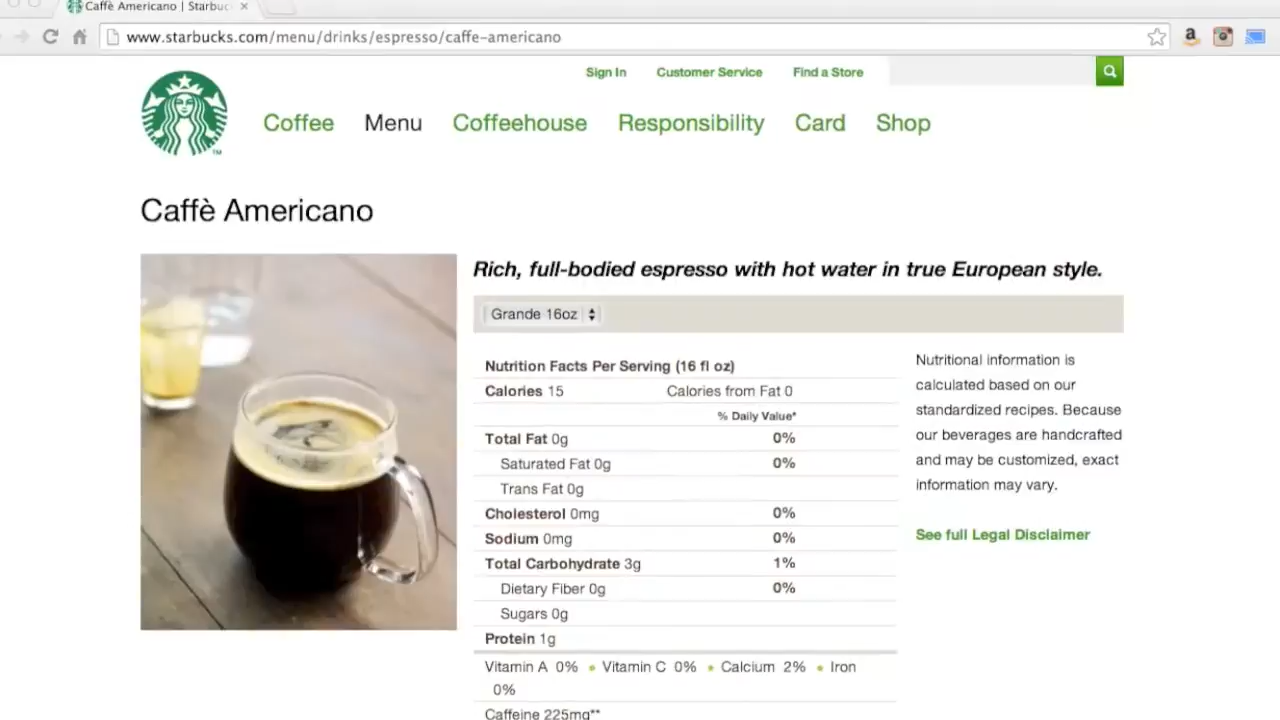 Caffè Americano | Starbuc
www.starbucks.com/menu/drinks/espresso/caffe-americano
Sign In Customer Service Find a Store
Coffee Menu Coffeehouse Responsibility Card Shop
TM
Caffè Americano
Rich, full-bodied espresso with hot water in true European style.
Grande 16oz
Nutrition Facts Per Serving (16 fl oz)
Calories 15 Calories from Fat 0
% Daily Value*
Total Fat 0g 0%
Saturated Fat 0g 0%
Trans Fat 0g
Cholesterol 0mg 0%
Sodium 0mg 0%
Total Carbohydrate 3g 1%
Dietary Fiber 0g 0%
Sugars 0g
Protein 1g
Vitamin A 0% • Vitamin C 0% • Calcium 2% • Iron
0%
Caffeine 225mg**
Nutritional information is
calculated based on our
standardized recipes. Because
our beverages are handcrafted
and may be customized, exact
information may vary.
See full Legal Disclaimer